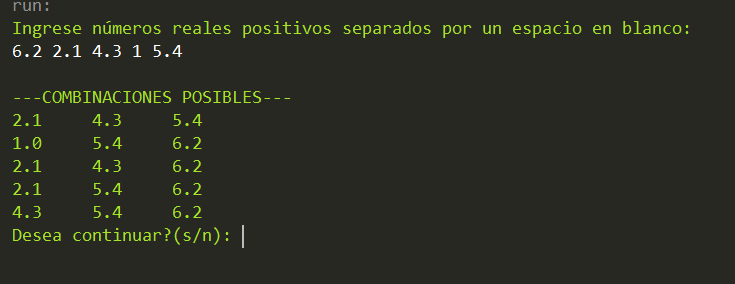 run:
Ingrese números reales positivos separados por un espacio en blanco:
6.2 2.1 4.3 1 5.4
---COMBINACIONES POSIBLES---
2.1 4.3 5.4
1.0 5.4 6.2
2.1 4.3 6.2
2.1 5.4 6.2
4.3 5.4 6.2
Desea continuar?(s/n):